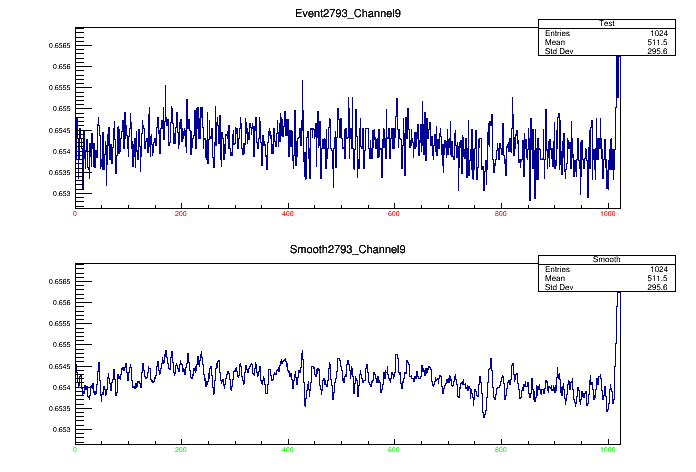 Event2793_Channel9
Test
Entries 1024
Mean 511.5
Std Dev 295.6
0.6565
0.656
0.6555
0.655
0.6545
0.654
0.6535
0.653
0 200 400 600 800 1000
Smooth2793_Channel9
Smooth
Entries 1024
Mean 511.5
Std Dev 295.6
0.6565
0.656
0.6555
0.655
0.6545
0.654
0.6535
0.653
0 200 400 600 800 1000